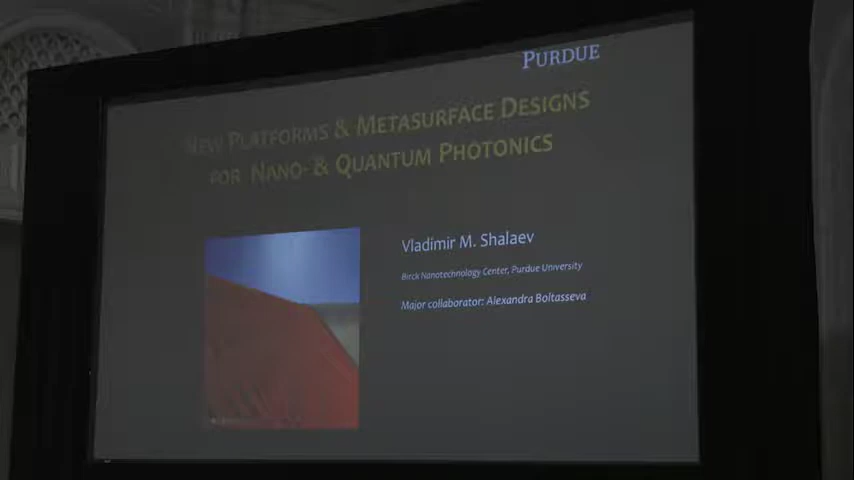 PURDUE
NEW PLATFORMS & METASURFACE DESIGNS
FOR NANO- & QUANTUM PHOTONICS
Vladimir M. Shalaev
Birck Nanotechnology Center, Purdue University
Major collaborator: Alexandra Boltasseva